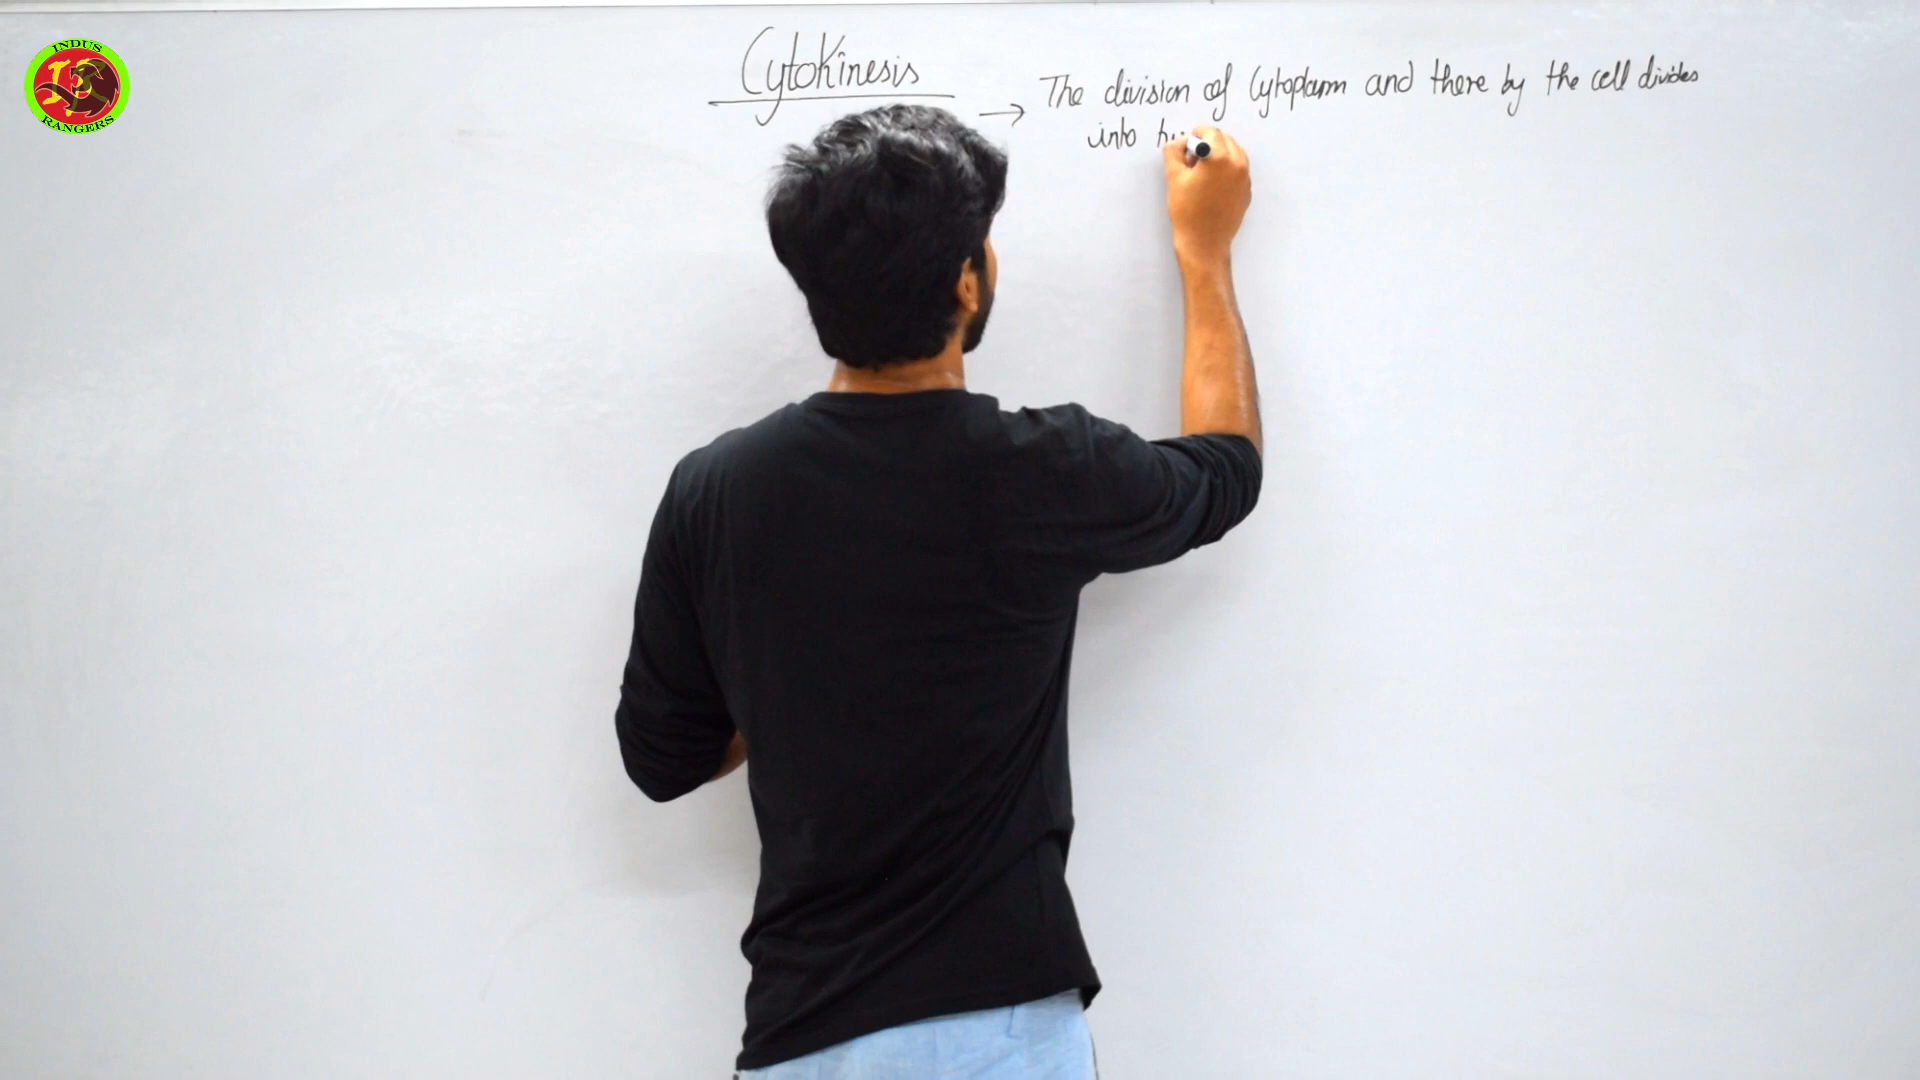 INDUS
RANGERS
Cytokinesis
→ The division of Cytoplasm and there by the cell divides
into